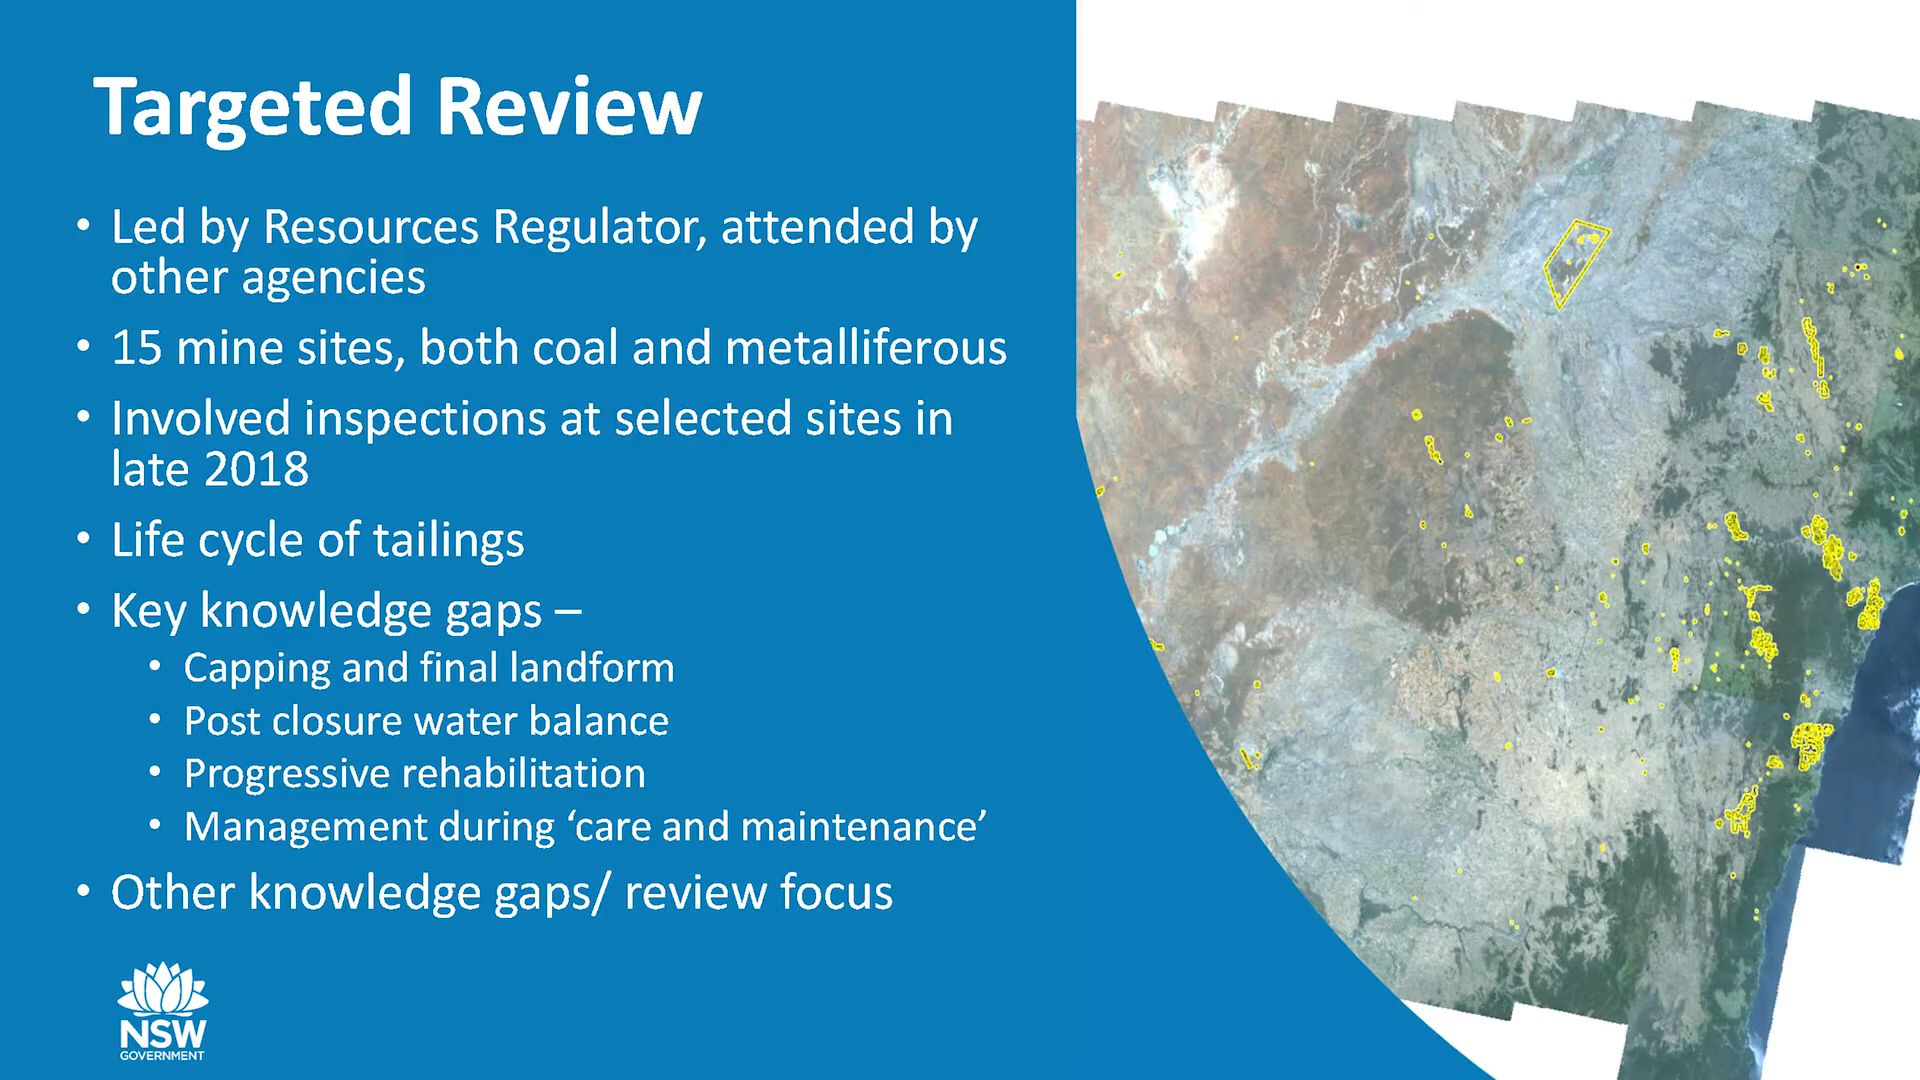 Targeted Review
• Led by Resources Regulator, attended by
other agencies
• 15 mine sites, both coal and metalliferous
• Involved inspections at selected sites in
late 2018
• Life cycle of tailings
• Key knowledge gaps –
• Capping and final landform
• Post closure water balance
• Progressive rehabilitation
• Management during ‘care and maintenance’
• Other knowledge gaps/ review focus
NSW
GOVERNMENT